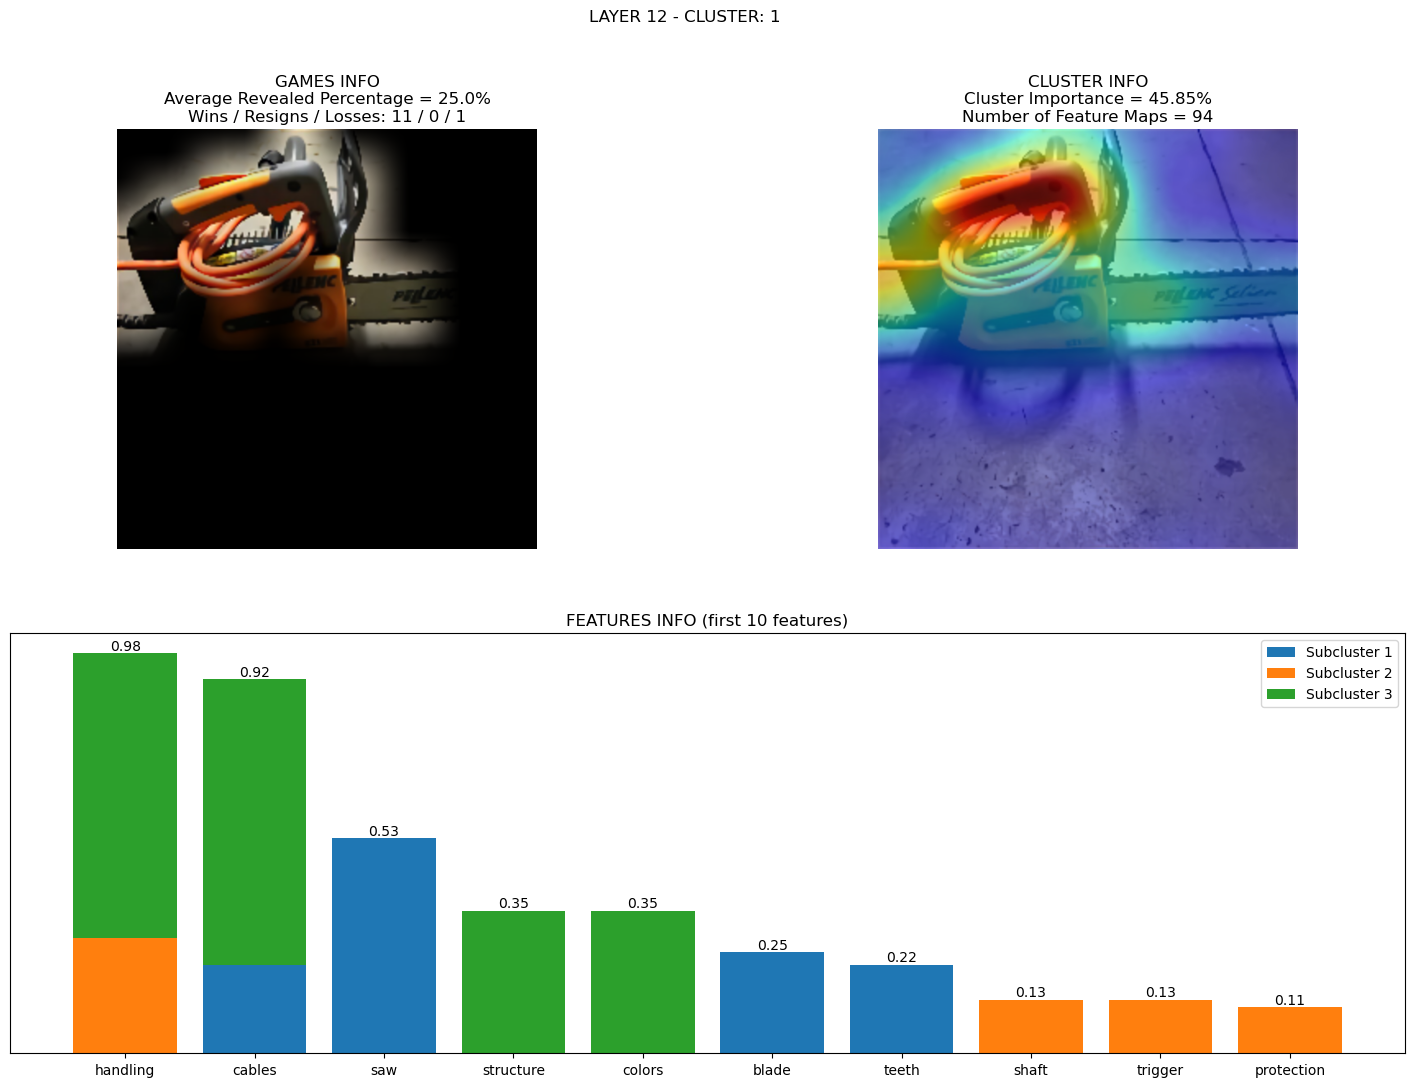 LAYER 12 - CLUSTER: 1
GAMES INFO
Average Revealed Percentage = 25.0%
Wins / Resigns / Losses: 11 / 0 / 1
CLUSTER INFO
Cluster Importance = 45.85%
Number of Feature Maps = 94
PELLENC
PELLENC
PELLENC
PELLENC Selion
FEATURES INFO (first 10 features)
Subcluster 1
Subcluster 2
Subcluster 3
0.98
0.92
0.53
0.35
0.35
0.25
0.22
0.13
0.13
0.11
handling
cables
saw
structure
colors
blade
teeth
shaft
trigger
protection